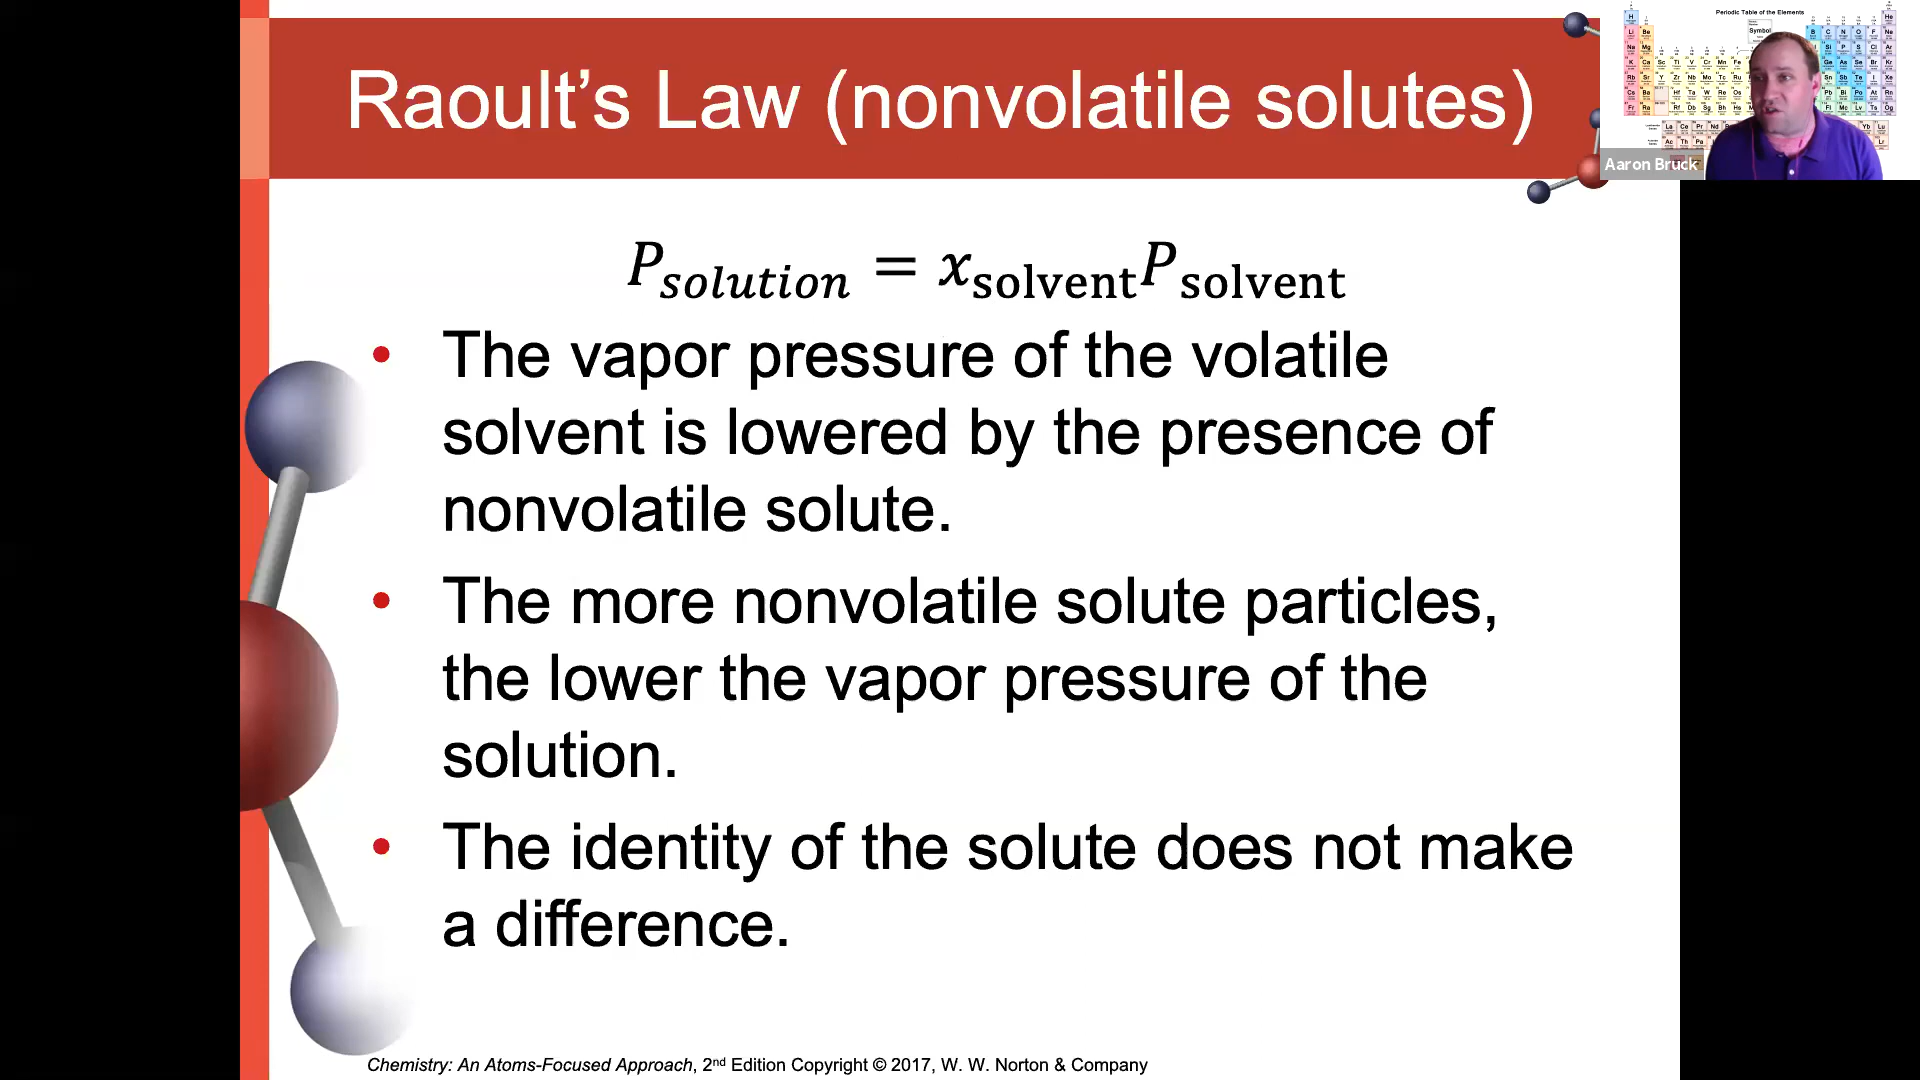 Raoult’s Law (nonvolatile solutes)
Periodic Table of the Elements
Symbol
Aaron Bruck
P_solution = x_solvent P_solvent
• The vapor pressure of the volatile
solvent is lowered by the presence of
nonvolatile solute.
• The more nonvolatile solute particles,
the lower the vapor pressure of the
solution.
• The identity of the solute does not make
a difference.
Chemistry: An Atoms-Focused Approach, 2nd Edition Copyright © 2017, W. W. Norton & Company